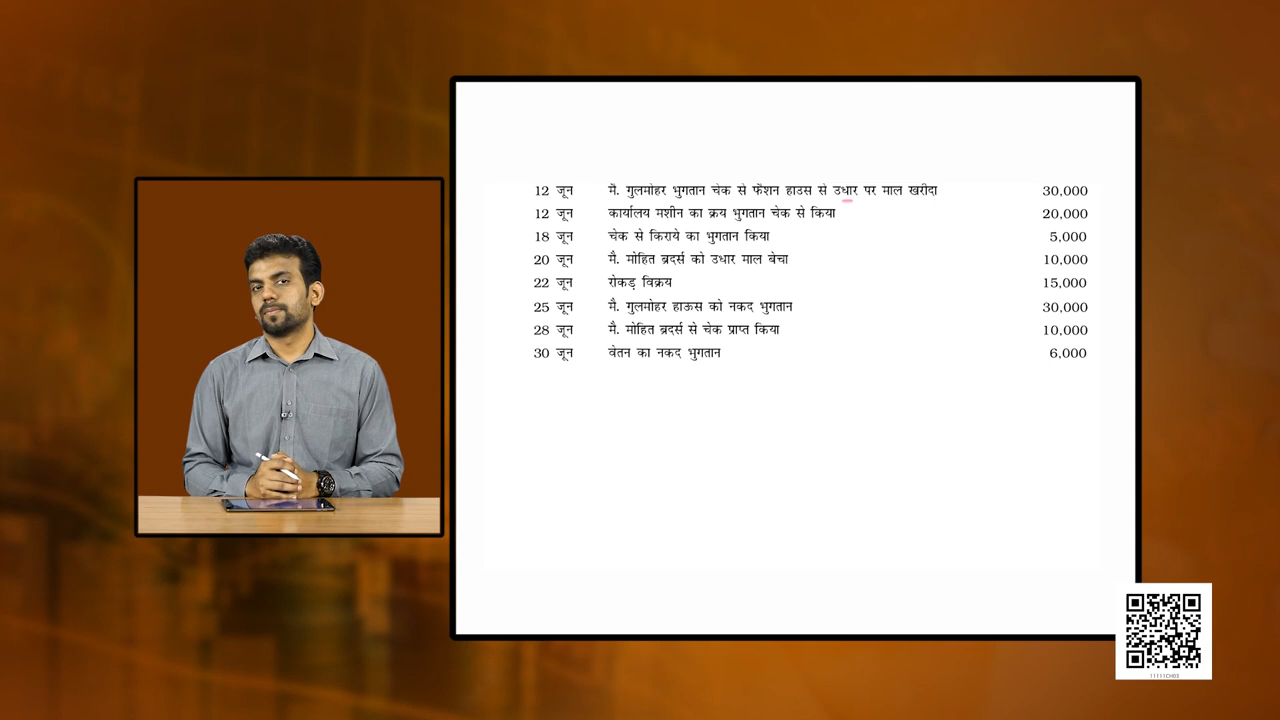 12 जून मै. गुलमोहर भुगतान चेक से फैशन हाउस से उधार पर माल खरीदा 30,000
12 जून कार्यालय मशीन का क्रय भुगतान चेक से किया 20,000
18 जून चेक से किराये का भुगतान किया 5,000
20 जून मै. मोहित ब्रदर्स को उधार माल बेचा 10,000
22 जून रोकड़ विक्रय 15,000
25 जून मै. गुलमोहर हाऊस को नकद भुगतान 30,000
28 जून मै. मोहित ब्रदर्स से चेक प्राप्त किया 10,000
30 जून वेतन का नकद भुगतान 6,000
11111CH03